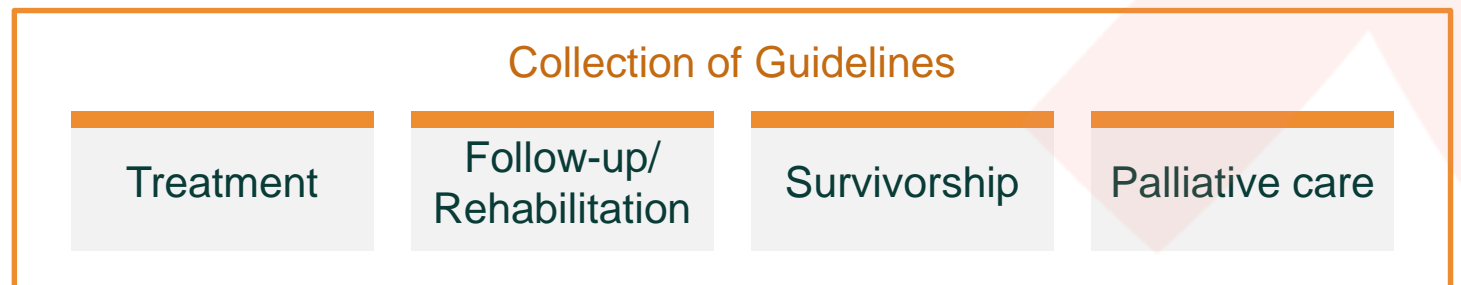 Collection of Guidelines
Treatment
Follow-up/
Rehabilitation
Survivorship
Palliative care